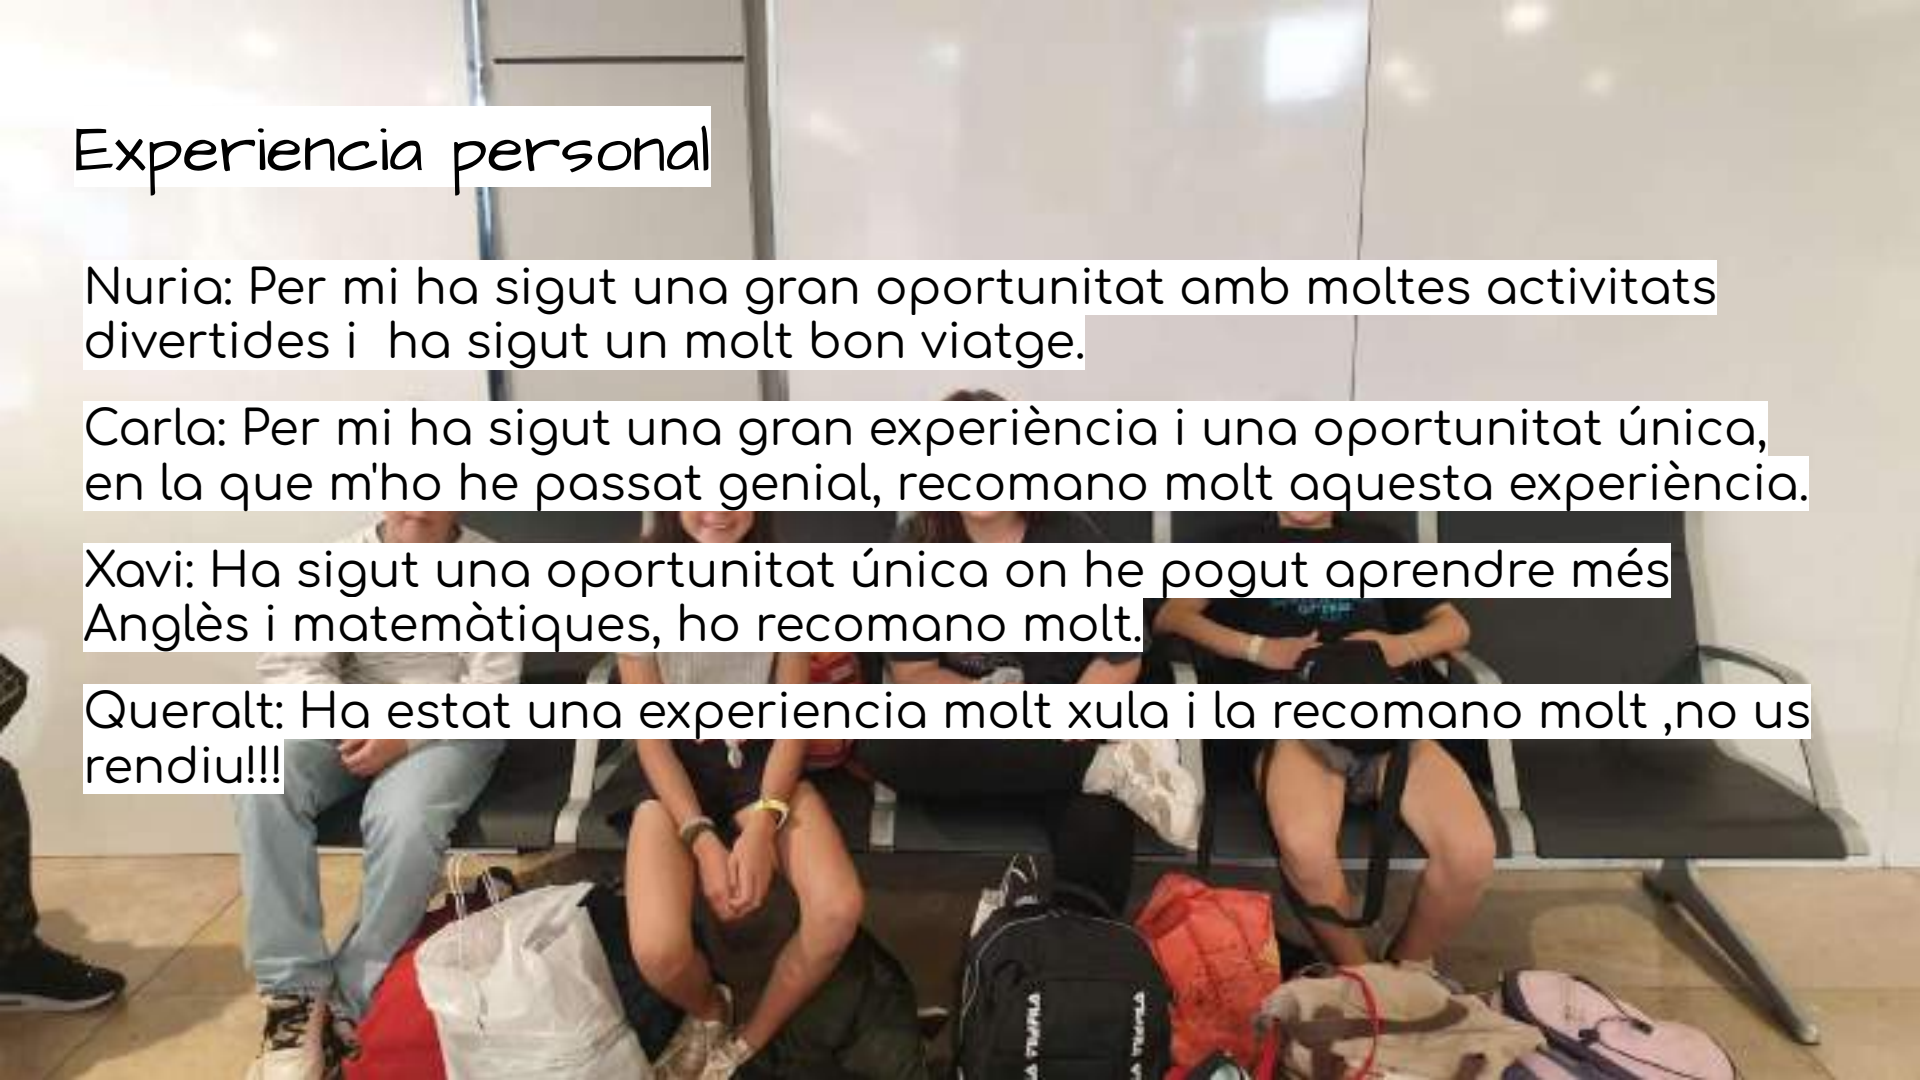 Experiencia personal
Nuria: Per mi ha sigut una gran oportunitat amb moltes activitats
divertides i  ha sigut un molt bon viatge.
Carla: Per mi ha sigut una gran experiència i una oportunitat única,
en la que m'ho he passat genial, recomano molt aquesta experiència.
Xavi: Ha sigut una oportunitat única on he pogut aprendre més
Anglès i matemàtiques, ho recomano molt.
Queralt: Ha estat una experiencia molt xula i la recomano molt ,no us
rendiu!!!